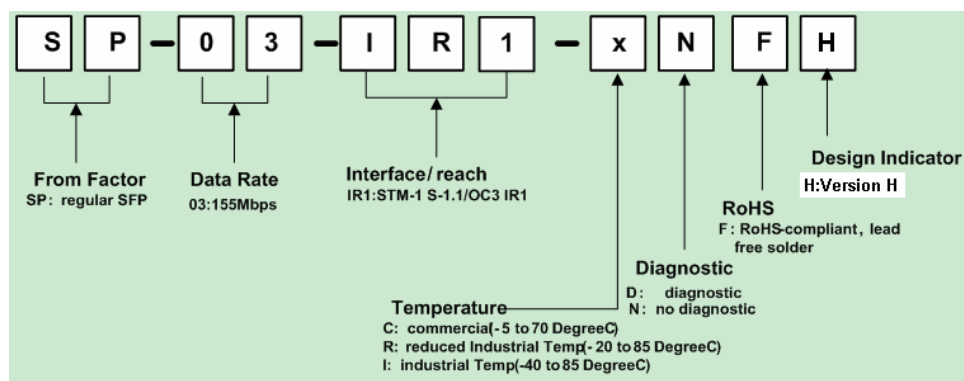 S P - 0 3 - I R 1 - x N F H
Design Indicator
H:Version H
From Factor
SP: regular SFP
Data Rate
03:155Mbps
Interface/ reach
IR1:STM-1 S-1.1/OC3 IR1
RoHS
F: RoHS-compliant, lead
free solder
Diagnostic
D: diagnostic
N: no diagnostic
Temperature
C: commercia(- 5 to 70 DegreeC)
R: reduced Industrial Temp(- 20 to 85 DegreeC)
I: industrial Temp(-40 to 85 DegreeC)